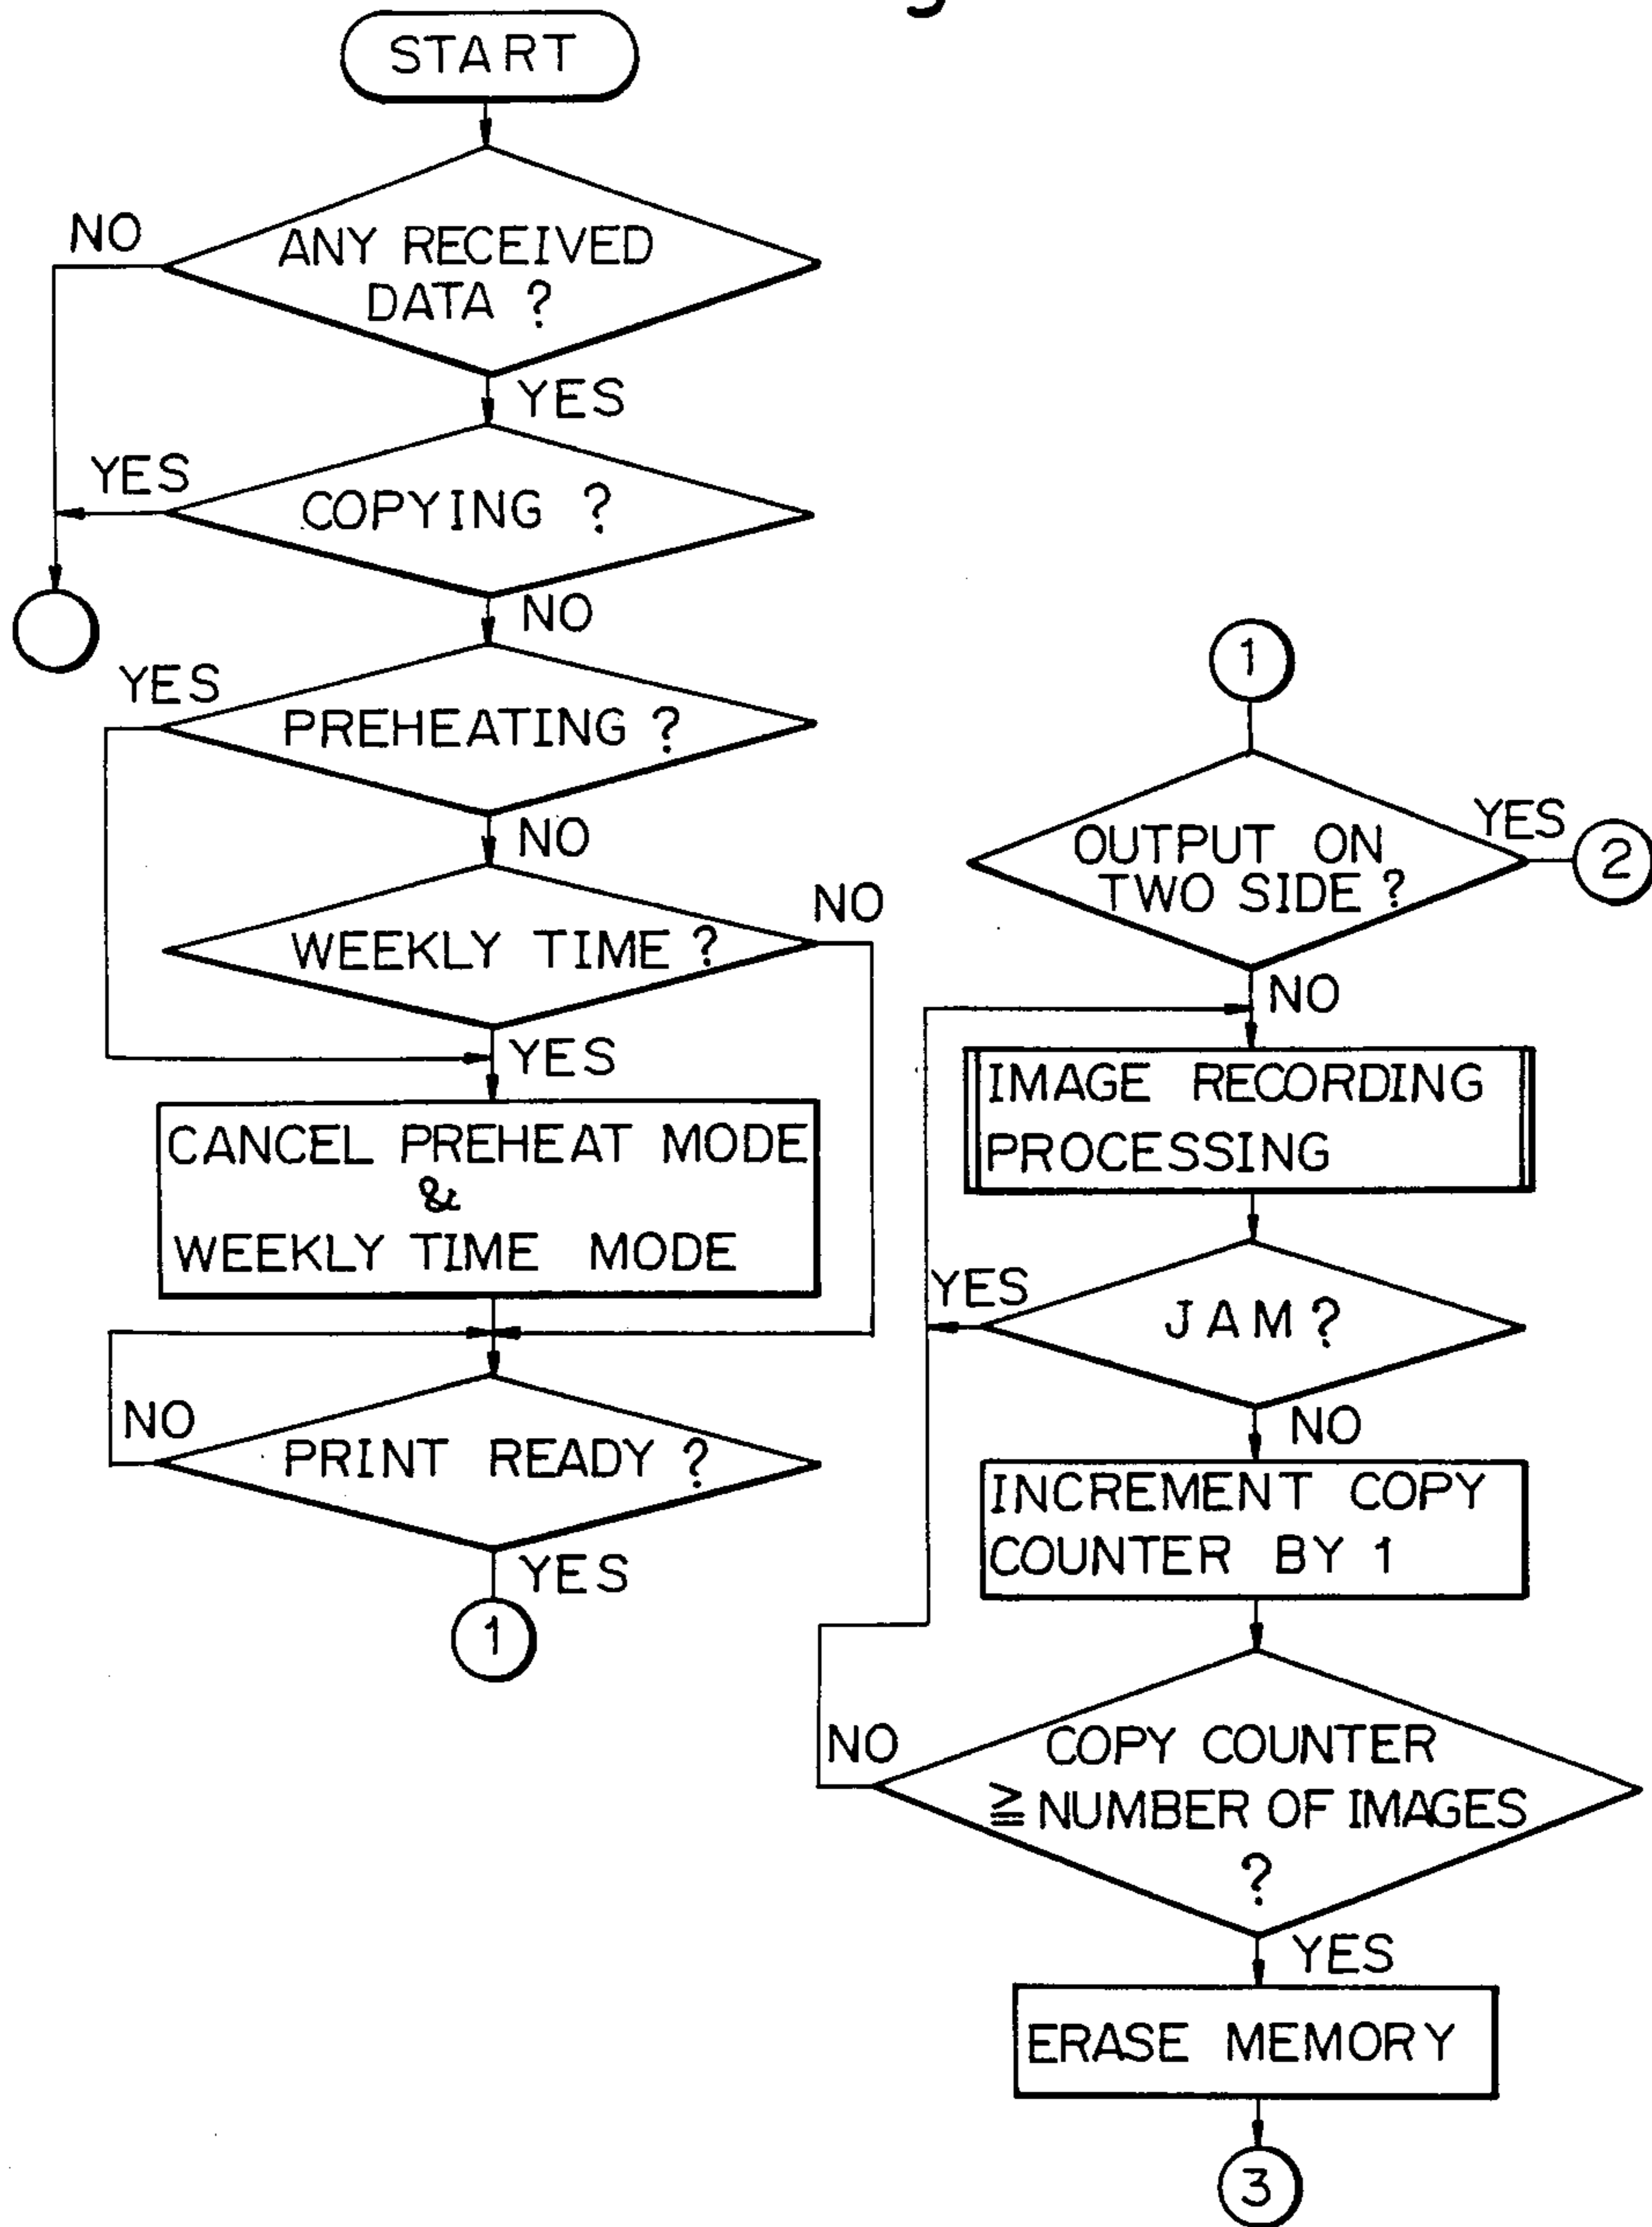 START
NO
ANY RECEIVED
DATA ?
YES
YES
COPYING ?
NO
YES
PREHEATING ?
NO
NO
WEEKLY TIME ?
YES
CANCEL PREHEAT MODE
&
WEEKLY TIME MODE
NO
PRINT READY ?
YES
1
1
YES
OUTPUT ON
TWO SIDE ?
2
NO
IMAGE RECORDING
PROCESSING
YES
JAM ?
NO
INCREMENT COPY
COUNTER BY 1
NO
COPY COUNTER
≧ NUMBER OF IMAGES
?
YES
ERASE MEMORY
3